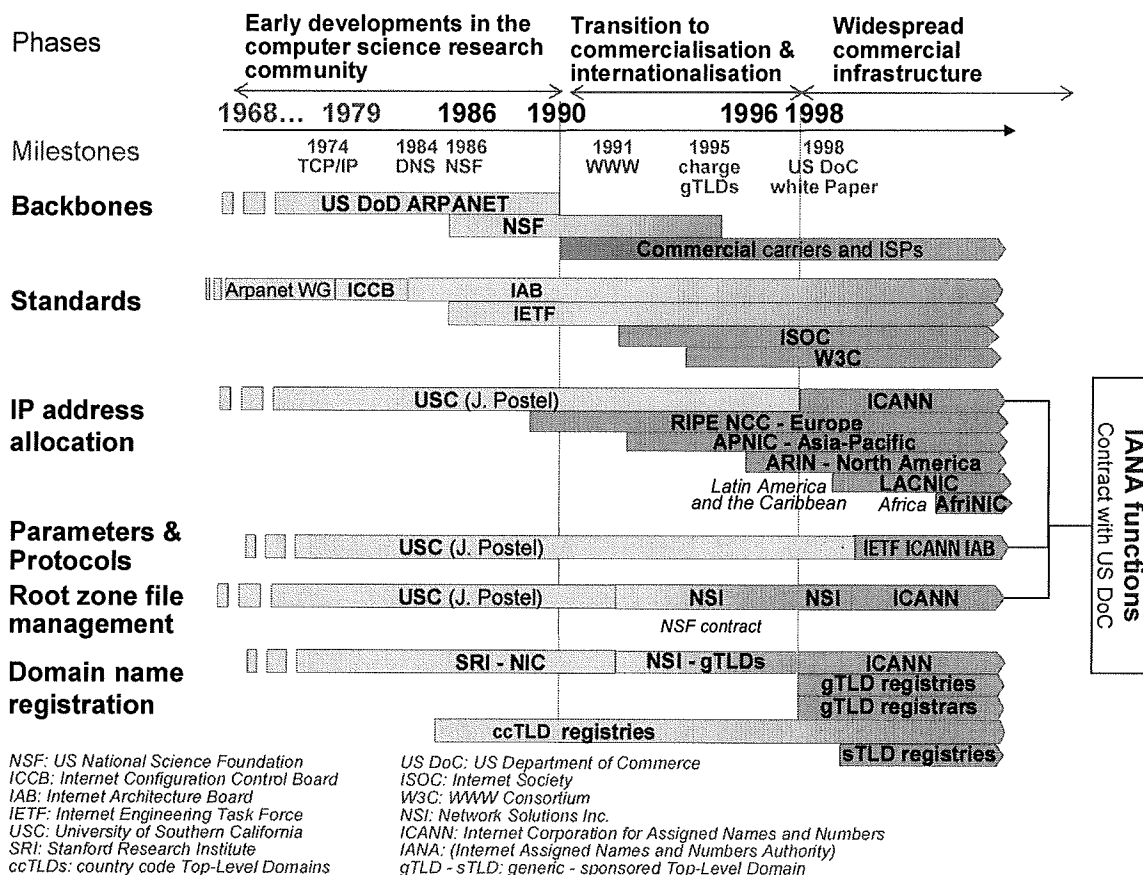 Phases
Early developments in the
computer science research
community
Transition to
commercialisation &
internationalisation
Widespread
commercial
infrastructure
1968... 1979 1986 1990 1996 1998
Milestones
1974
TCP/IP
1984
DNS
1986
NSF
1991
WWW
1995
charge
gTLDs
1998
US DoC
white Paper
Backbones
US DoD ARPANET
NSF
Commercial carriers and ISPs
Standards
Arpanet WG ICCB IAB
IETF
ISOC
W3C
IP address
allocation
USC (J. Postel) ICANN
RIPE NCC - Europe
APNIC - Asia-Pacific
ARIN - North America
Latin America
and the Caribbean
LACNIC
Africa AfriNIC
Parameters &
Protocols
USC (J. Postel) IETF ICANN IAB
Root zone file
management
USC (J. Postel) NSI NSI ICANN
NSF contract
Domain name
registration
SRI - NIC NSI - gTLDs ICANN
gTLD registries
gTLD registrars
ccTLD registries
sTLD registries
IANA functions
Contract with US DoC
NSF: US National Science Foundation
ICCB: Internet Configuration Control Board
IAB: Internet Architecture Board
IETF: Internet Engineering Task Force
USC: University of Southern California
SRI: Stanford Research Institute
ccTLDs: country code Top-Level Domains
US DoC: US Department of Commerce
ISOC: Internet Society
W3C: WWW Consortium
NSI: Network Solutions Inc.
ICANN: Internet Corporation for Assigned Names and Numbers
IANA: (Internet Assigned Names and Numbers Authority)
gTLD - sTLD: generic - sponsored Top-Level Domain